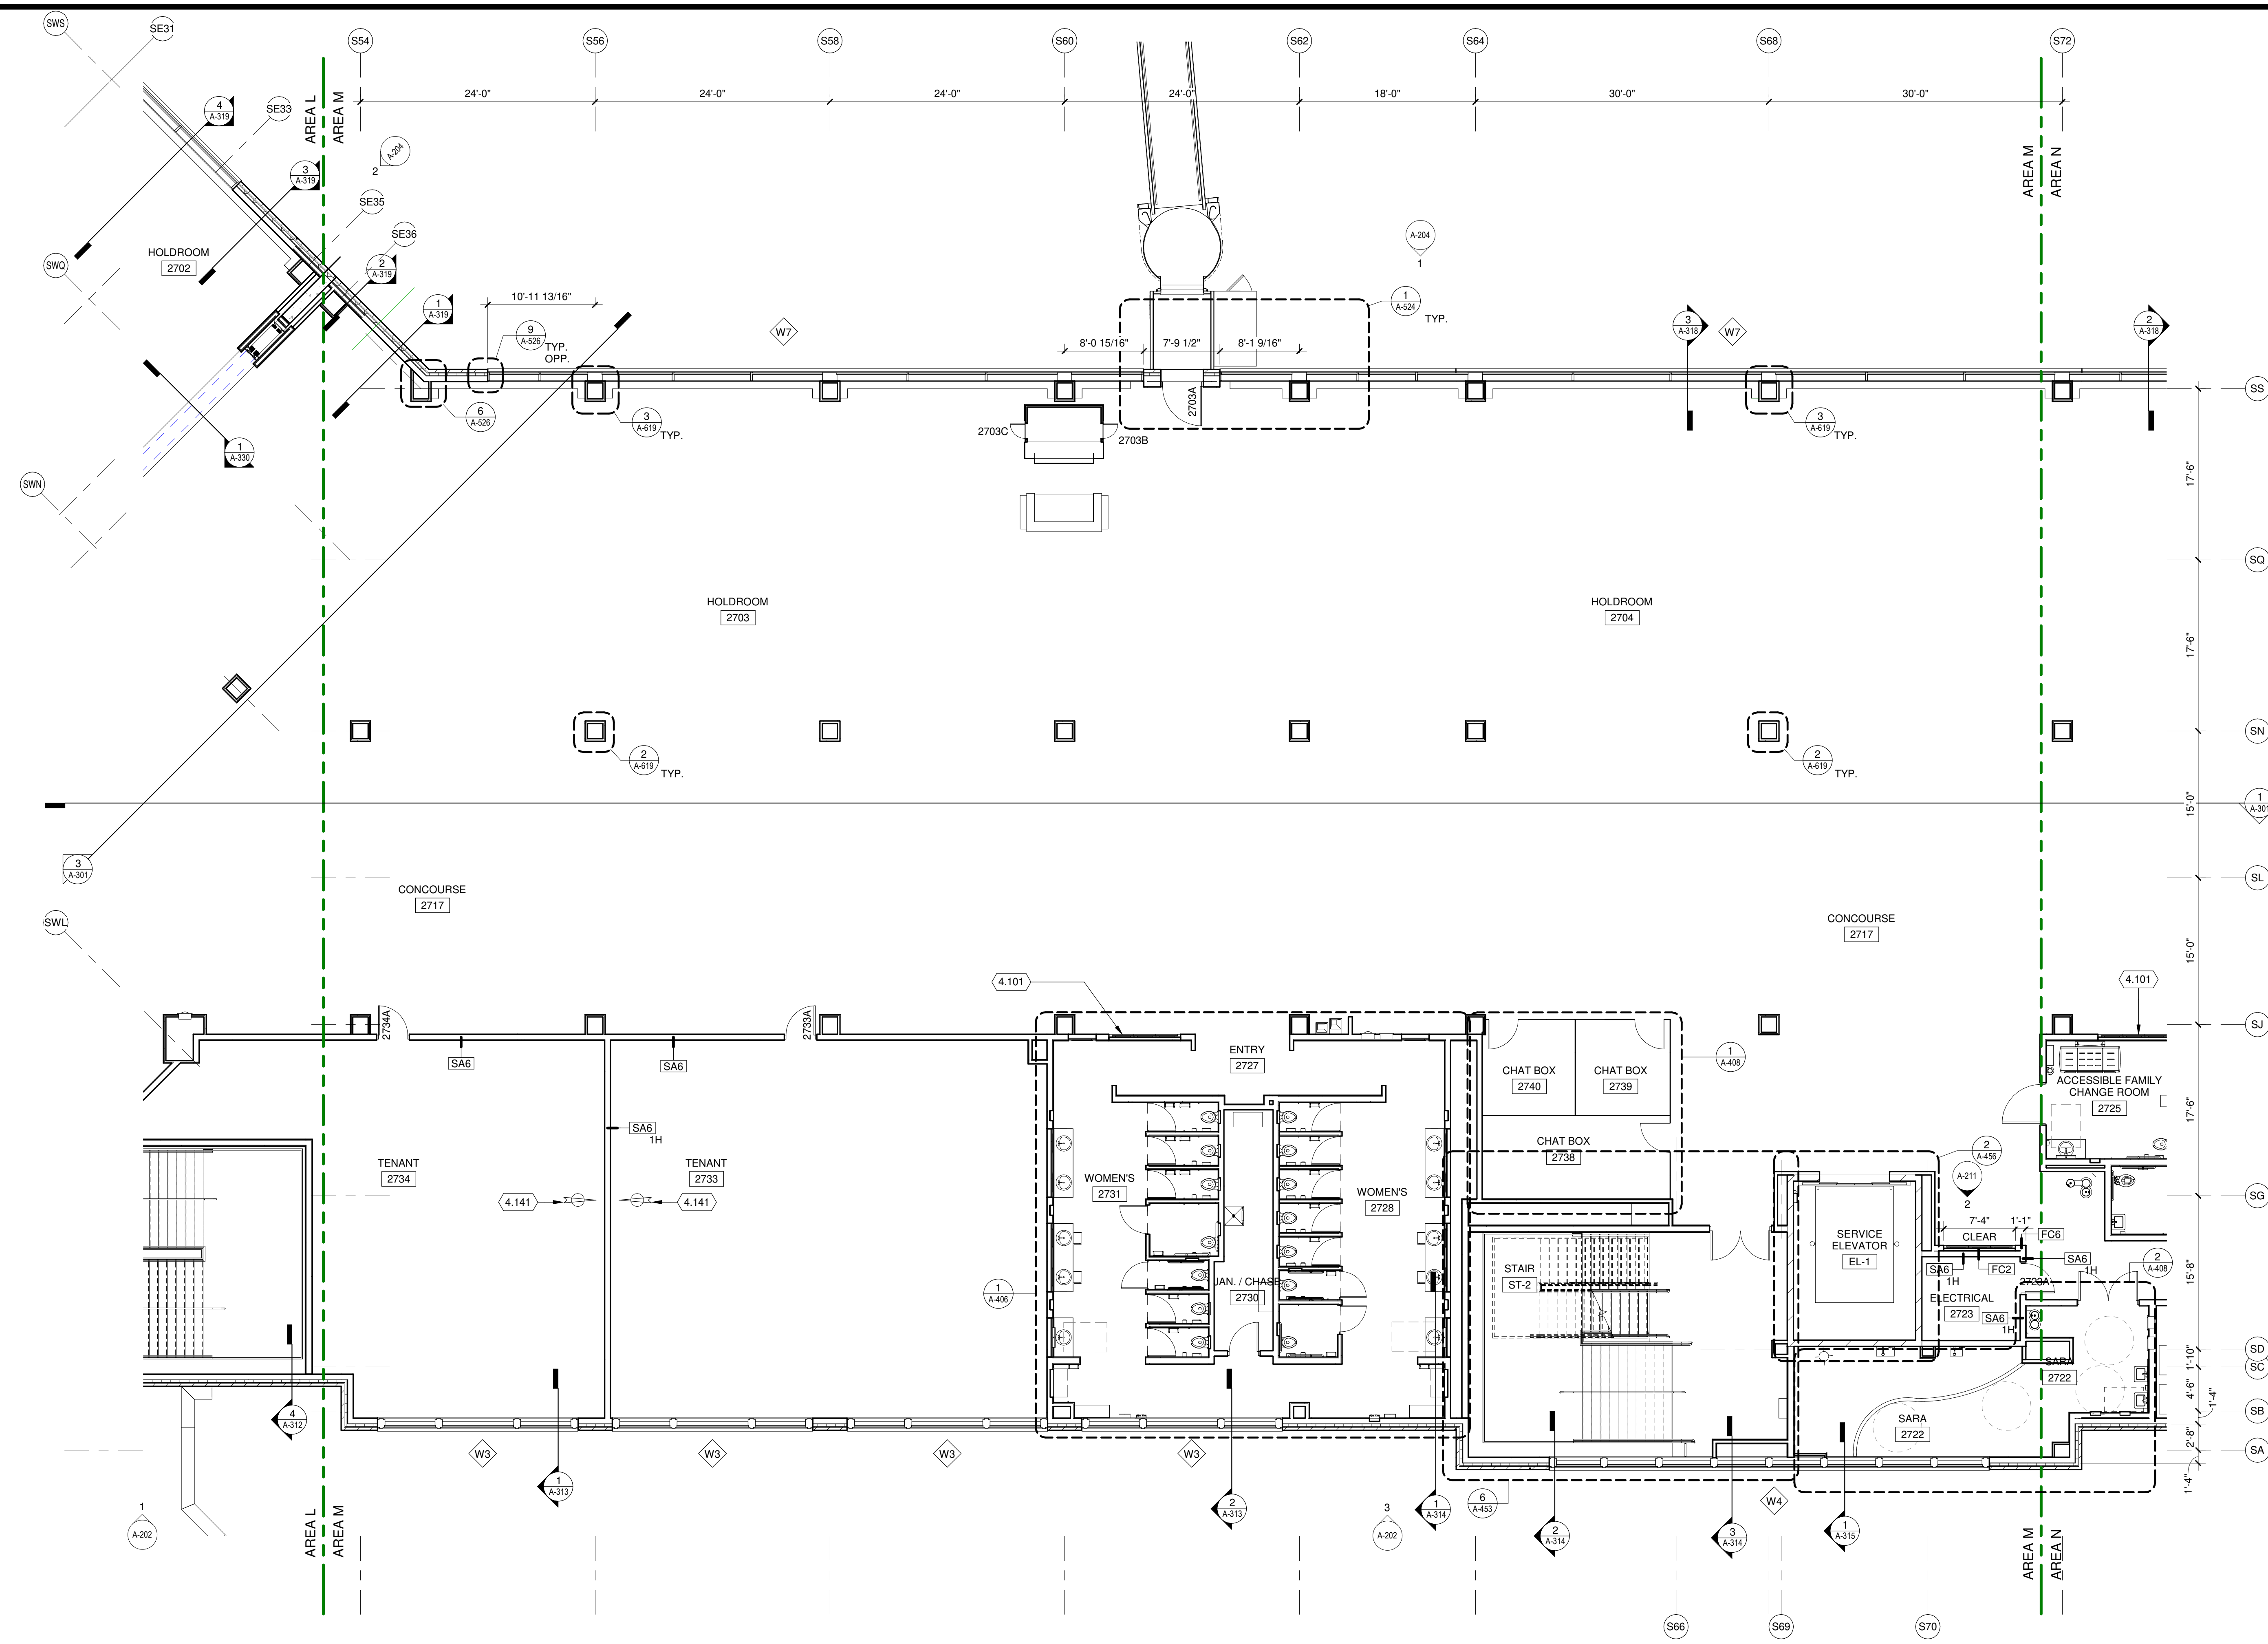 SWS
SE31
S54
S56
S58
S60
S62
S64
S68
S72
24'-0"
24'-0"
24'-0"
24'-0"
18'-0"
30'-0"
30'-0"
AREA L
AREA M
AREA M
AREA N
4
A-319
SE33
3
A-319
A-204
2
SE35
SE36
HOLDROOM
2702
SWQ
2
A-319
1
A-319
10'-11 13/16"
9
A-526
TYP.
OPP.
W7
A-204
1
1
A-524
TYP.
3
A-318
W7
2
A-318
8'-0 15/16"
7'-9 1/2"
8'-1 9/16"
2703A
6
A-526
3
A-619
TYP.
2703C
2703B
3
A-619
TYP.
SS
1
A-330
SWN
17'-6"
SQ
HOLDROOM
2703
HOLDROOM
2704
17'-6"
SN
2
A-619
TYP.
2
A-619
TYP.
15'-0"
1
A-301
3
A-301
SL
CONCOURSE
2717
CONCOURSE
2717
SWL
15'-0"
4.101
4.101
2734A
2733A
SJ
SA6
SA6
ENTRY
2727
1
A-408
CHAT BOX
2740
CHAT BOX
2739
ACCESSIBLE FAMILY
CHANGE ROOM
2725
17'-6"
SA6
1H
CHAT BOX
2738
2
A-456
TENANT
2734
TENANT
2733
WOMEN'S
2731
WOMEN'S
2728
A-211
2
4.141
4.141
SG
7'-4"
1'-1"
CLEAR
FC6
SERVICE
ELEVATOR
EL-1
SA6
1H
SA6
1H
FC2
2
A-408
STAIR
ST-2
JAN. / CHASE
2730
1
A-406
2723A
ELECTRICAL
2723
SA6
1H
15'-8"
SD
1'-10"
SC
SARA
2722
4'-6"
1'-4"
SB
SARA
2722
2'-8"
SA
1'-4"
4
A-312
W3
W3
W3
W3
1
A-313
2
A-313
1
A-314
6
A-453
W4
2
A-314
3
A-314
1
A-315
1
A-202
3
A-202
AREA L
AREA M
AREA M
AREA N
S66
S69
S70